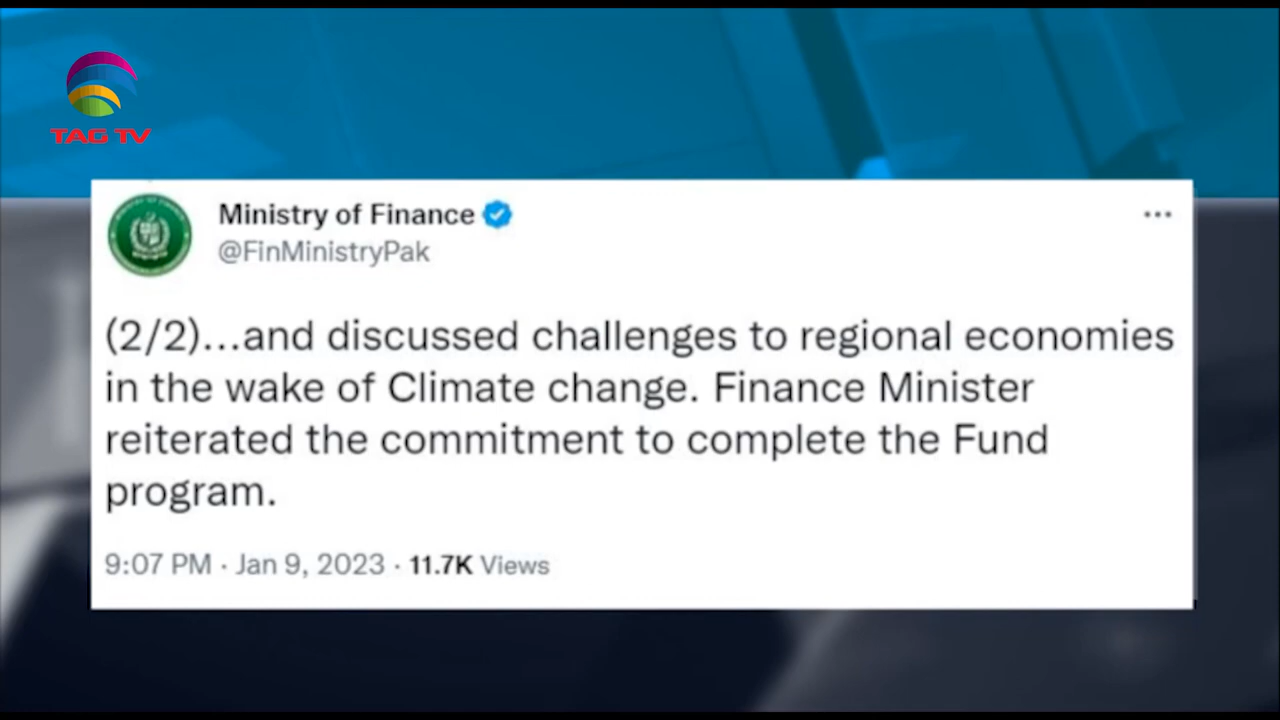 TAG TV
Ministry of Finance
@FinMinistryPak
(2/2)...and discussed challenges to regional economies
in the wake of Climate change. Finance Minister
reiterated the commitment to complete the Fund
program.
9:07 PM · Jan 9, 2023 · 11.7K Views